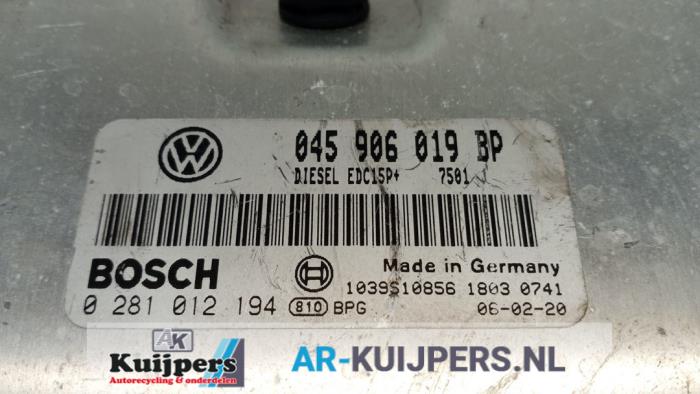 045 906 019 BP
DIESEL EDC15P+ 7501
BOSCH
Made in Germany
1039S10856 1803 0741
0 281 012 194 810 BPG 06-02-20
AK
Kuijpers
Autorecycling & onderdelen
AR-KUIJPERS.NL